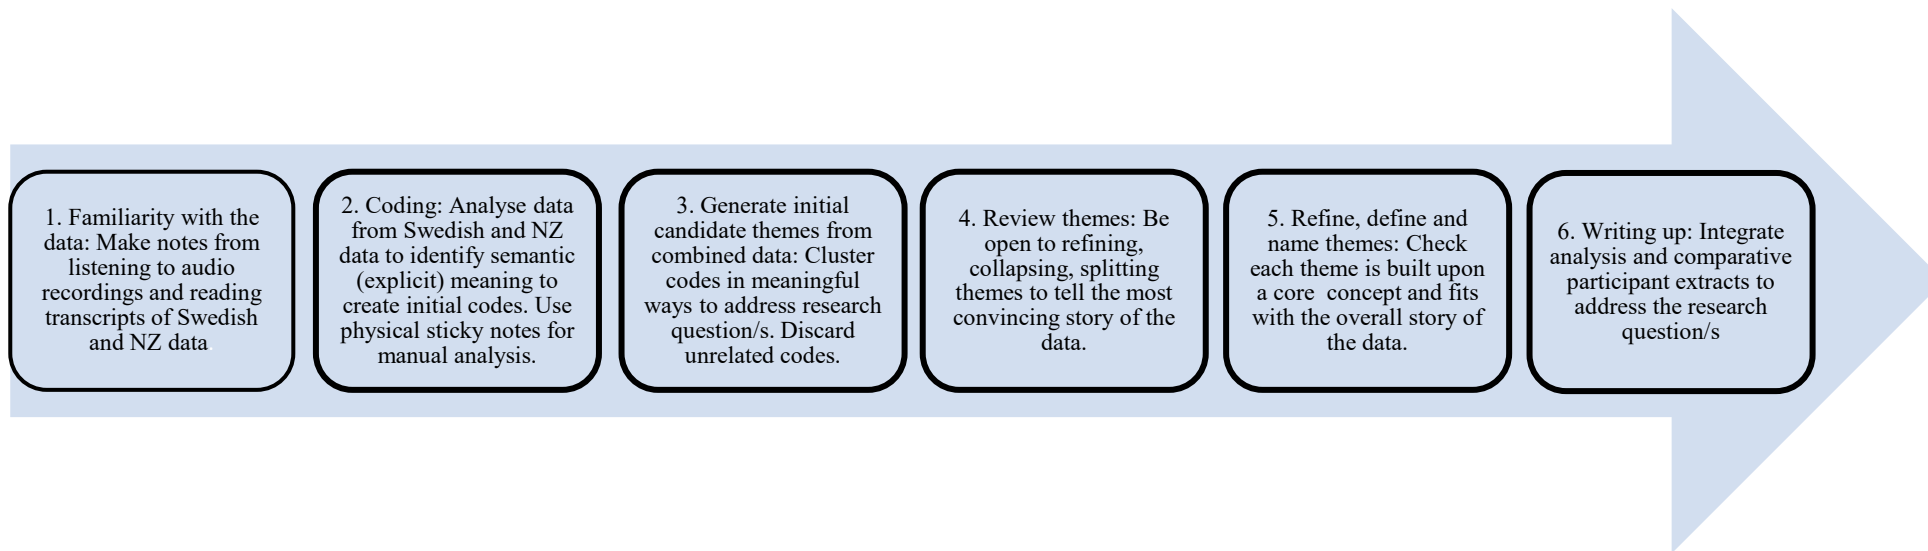 1. Familiarity with the
data: Make notes from
listening to audio
recordings and reading
transcripts of Swedish
and NZ data
2. Coding: Analyse data
from Swedish and NZ
data to identify semantic
(explicit) meaning to
create initial codes. Use
physical sticky notes for
manual analysis.
3. Generate initial
candidate themes from
combined data: Cluster
codes in meaningful
ways to address research
question/s. Discard
unrelated codes.
4. Review themes: Be
open to refining,
collapsing, splitting
themes to tell the most
convincing story of the
data.
5. Refine, define and
name themes: Check
each theme is built upon
a core concept and fits
with the overall story of
the data.
6. Writing up: Integrate
analysis and comparative
participant extracts to
address the research
question/s